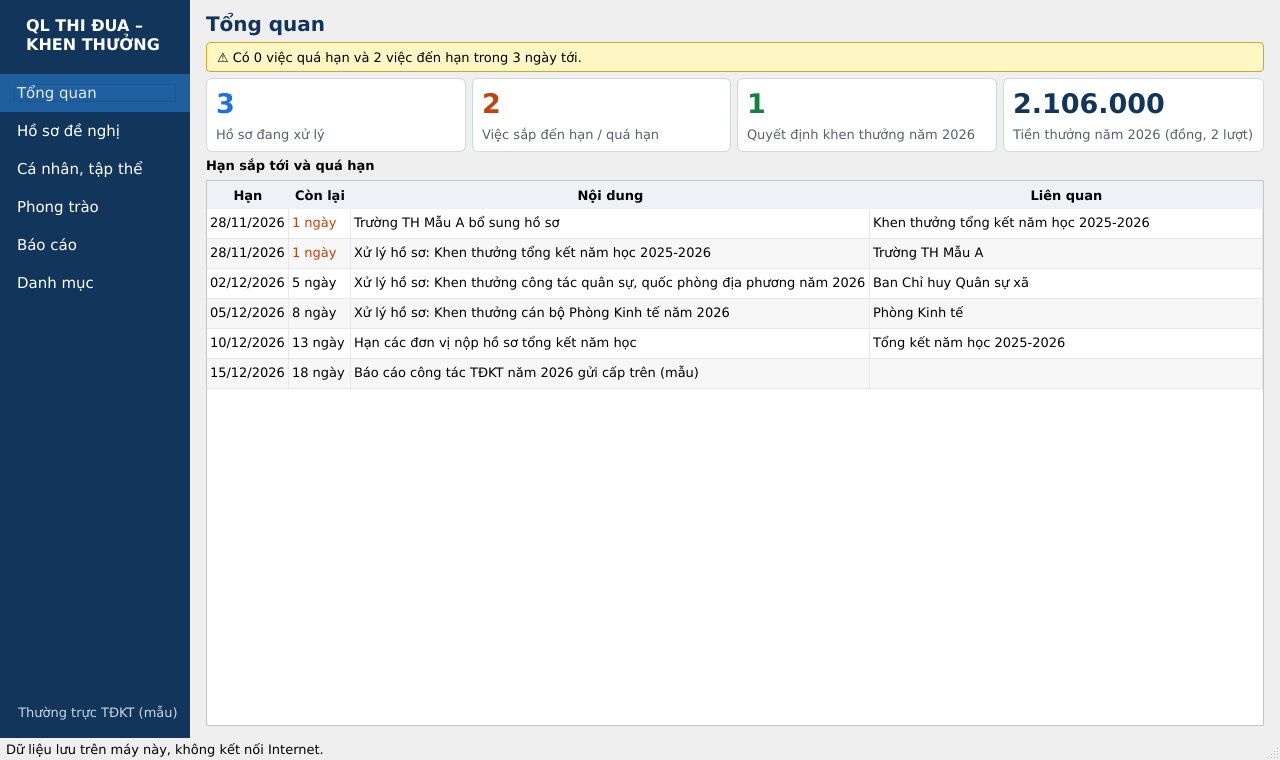 QL THI ĐUA –
KHEN THƯỞNG
Tổng quan
Hồ sơ đề nghị
Cá nhân, tập thể
Phong trào
Báo cáo
Danh mục
Thường trực TĐKT (mẫu)
Tổng quan
⚠ Có 0 việc quá hạn và 2 việc đến hạn trong 3 ngày tới.
3
Hồ sơ đang xử lý
2
Việc sắp đến hạn / quá hạn
1
Quyết định khen thưởng năm 2026
2.106.000
Tiền thưởng năm 2026 (đồng, 2 lượt)
Hạn sắp tới và quá hạn
Hạn Còn lại Nội dung Liên quan
28/11/2026 1 ngày Trường TH Mẫu A bổ sung hồ sơ Khen thưởng tổng kết năm học 2025-2026
28/11/2026 1 ngày Xử lý hồ sơ: Khen thưởng tổng kết năm học 2025-2026 Trường TH Mẫu A
02/12/2026 5 ngày Xử lý hồ sơ: Khen thưởng công tác quân sự, quốc phòng địa phương năm 2026 Ban Chỉ huy Quân sự xã
05/12/2026 8 ngày Xử lý hồ sơ: Khen thưởng cán bộ Phòng Kinh tế năm 2026 Phòng Kinh tế
10/12/2026 13 ngày Hạn các đơn vị nộp hồ sơ tổng kết năm học Tổng kết năm học 2025-2026
15/12/2026 18 ngày Báo cáo công tác TĐKT năm 2026 gửi cấp trên (mẫu)
Dữ liệu lưu trên máy này, không kết nối Internet.